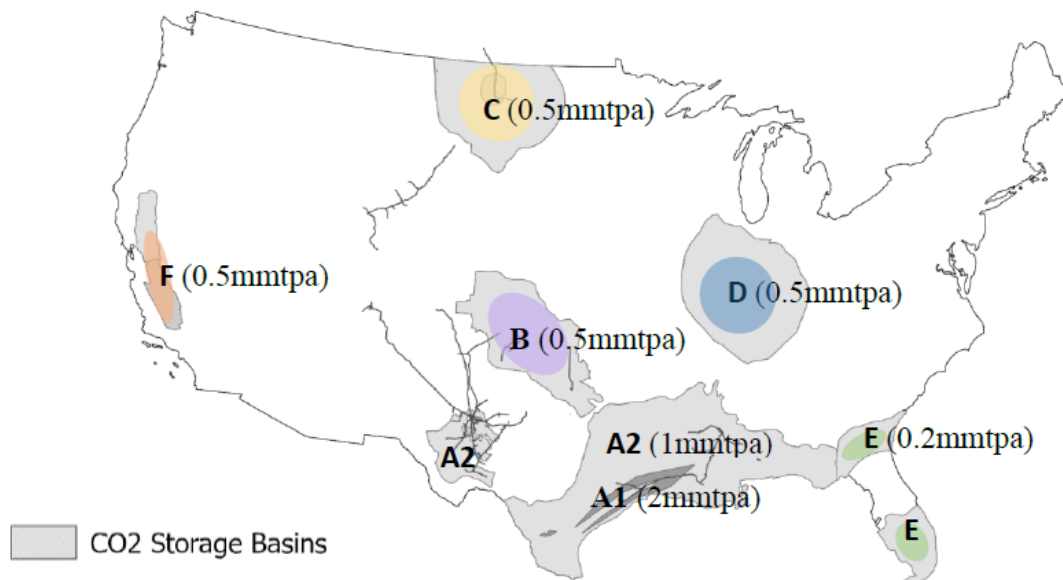 C (0.5mmtpa)
F (0.5mmtpa)
D (0.5mmtpa)
B (0.5mmtpa)
A2
A2 (1mmtpa)
E (0.2mmtpa)
A1 (2mmtpa)
E
CO2 Storage Basins